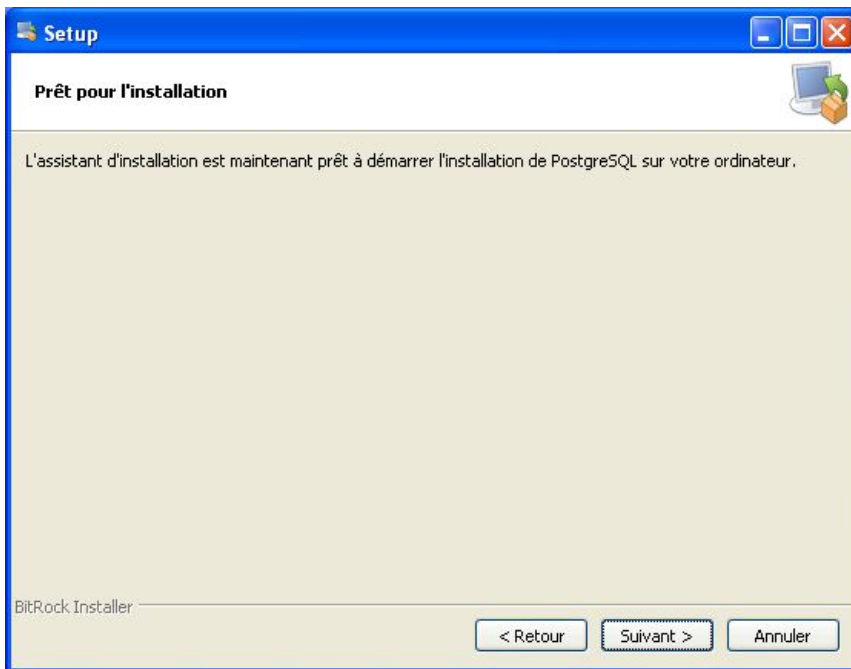 Setup
Prêt pour l'installation
L'assistant d'installation est maintenant prêt à démarrer l'installation de PostgreSQL sur votre ordinateur.
BitRock Installer
< Retour
Suivant >
Annuler